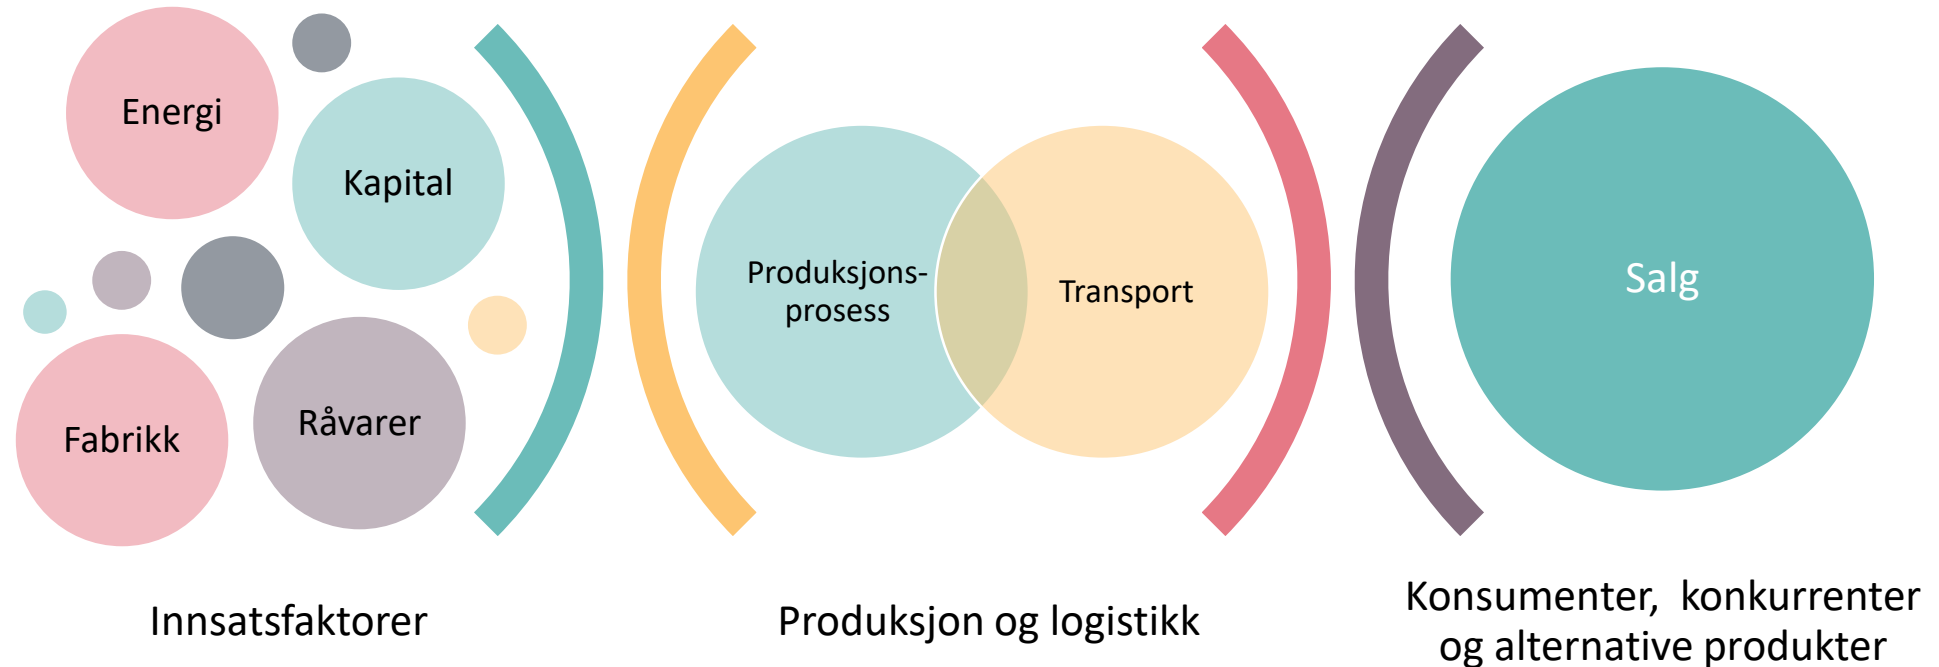 Energi
Kapital
Fabrikk
Råvarer
Innsatsfaktorer
Produksjons-
prosess
Transport
Produksjon og logistikk
Salg
Konsumenter, konkurrenter
og alternative produkter